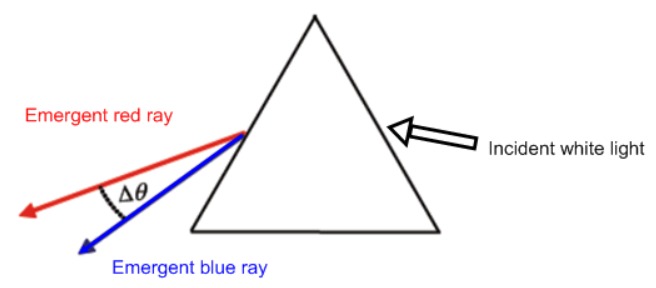 Emergent red ray
Δθ
Incident white light
Emergent blue ray